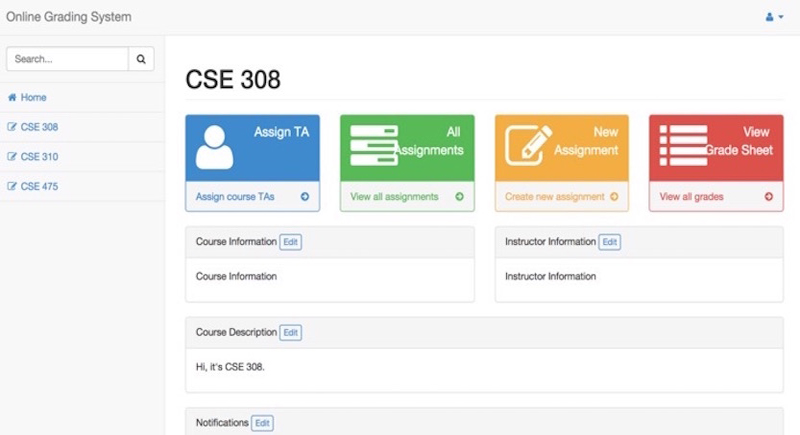 Online Grading System
Search...
Home
CSE 308
CSE 310
CSE 475
CSE 308
Assign TA
Assign course TAs
All
Assignments
View all assignments
New
Assignment
Create new assignment
View
Grade Sheet
View all grades
Course Information Edit
Course Information
Instructor Information Edit
Instructor Information
Course Description Edit
Hi, it's CSE 308.
Notifications Edit